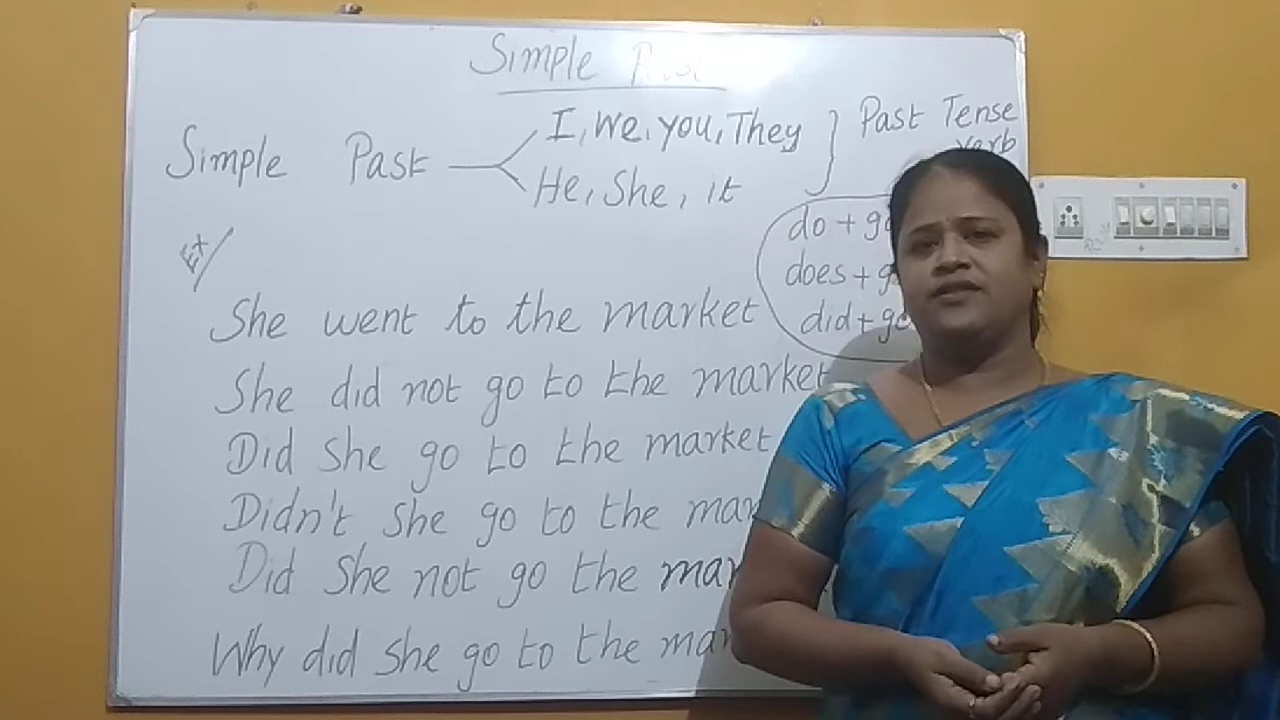 Simple
Simple Past
I, We, you, They
He, She, it
Past Tense
verb
Ex/
do + go
does + g
did + go
She went to the market
She did not go to the market
Did she go to the market
Didn't she go to the mar
Did she not go the mar
Why did she go to the mar